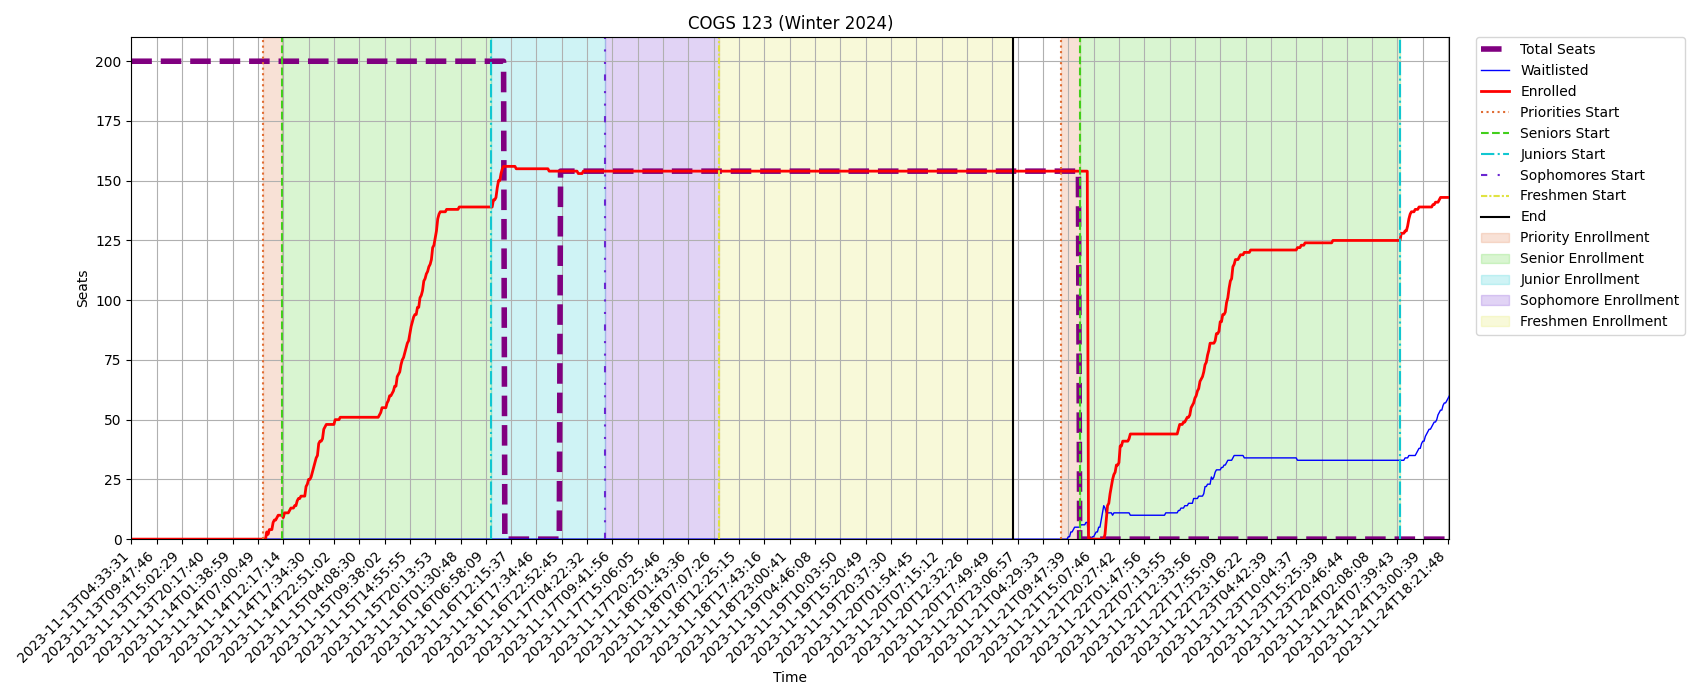 COGS 123 (Winter 2024)
Seats
200
175
150
125
100
75
50
25
0
2023-11-13T04:33:31
2023-11-13T09:47:46
2023-11-13T15:02:29
2023-11-13T20:17:40
2023-11-14T01:38:59
2023-11-14T07:00:49
2023-11-14T12:17:14
2023-11-14T17:34:30
2023-11-14T22:51:02
2023-11-15T04:08:30
2023-11-15T09:38:02
2023-11-15T14:55:55
2023-11-15T20:13:53
2023-11-16T01:30:48
2023-11-16T06:58:09
2023-11-16T12:15:37
2023-11-16T17:34:46
2023-11-16T22:52:45
2023-11-17T04:22:32
2023-11-17T09:41:56
2023-11-17T15:06:05
2023-11-17T20:25:46
2023-11-18T01:43:36
2023-11-18T07:07:26
2023-11-18T12:25:15
2023-11-18T17:43:16
2023-11-18T23:00:41
2023-11-19T04:46:08
2023-11-19T10:03:50
2023-11-19T15:20:49
2023-11-19T20:37:30
2023-11-20T01:54:45
2023-11-20T07:15:12
2023-11-20T12:32:26
2023-11-20T17:49:49
2023-11-20T23:06:57
2023-11-21T04:29:33
2023-11-21T09:47:39
2023-11-21T15:07:46
2023-11-21T20:27:42
2023-11-22T01:47:56
2023-11-22T07:13:55
2023-11-22T12:33:56
2023-11-22T17:55:09
2023-11-22T23:16:22
2023-11-23T04:42:39
2023-11-23T10:04:37
2023-11-23T15:25:39
2023-11-23T20:46:44
2023-11-24T02:08:08
2023-11-24T07:39:43
2023-11-24T13:00:39
2023-11-24T18:21:48
Time
Total Seats
Waitlisted
Enrolled
Priorities Start
Seniors Start
Juniors Start
Sophomores Start
Freshmen Start
End
Priority Enrollment
Senior Enrollment
Junior Enrollment
Sophomore Enrollment
Freshmen Enrollment